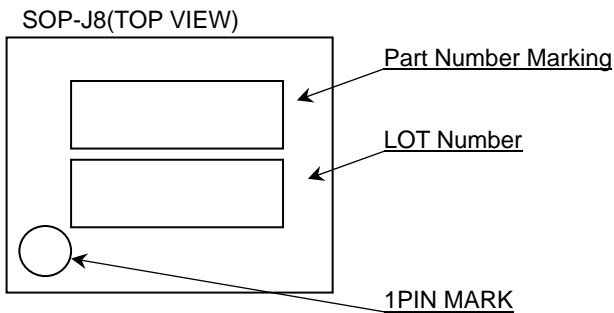 SOP-J8(TOP VIEW)
Part Number Marking
LOT Number
1PIN MARK